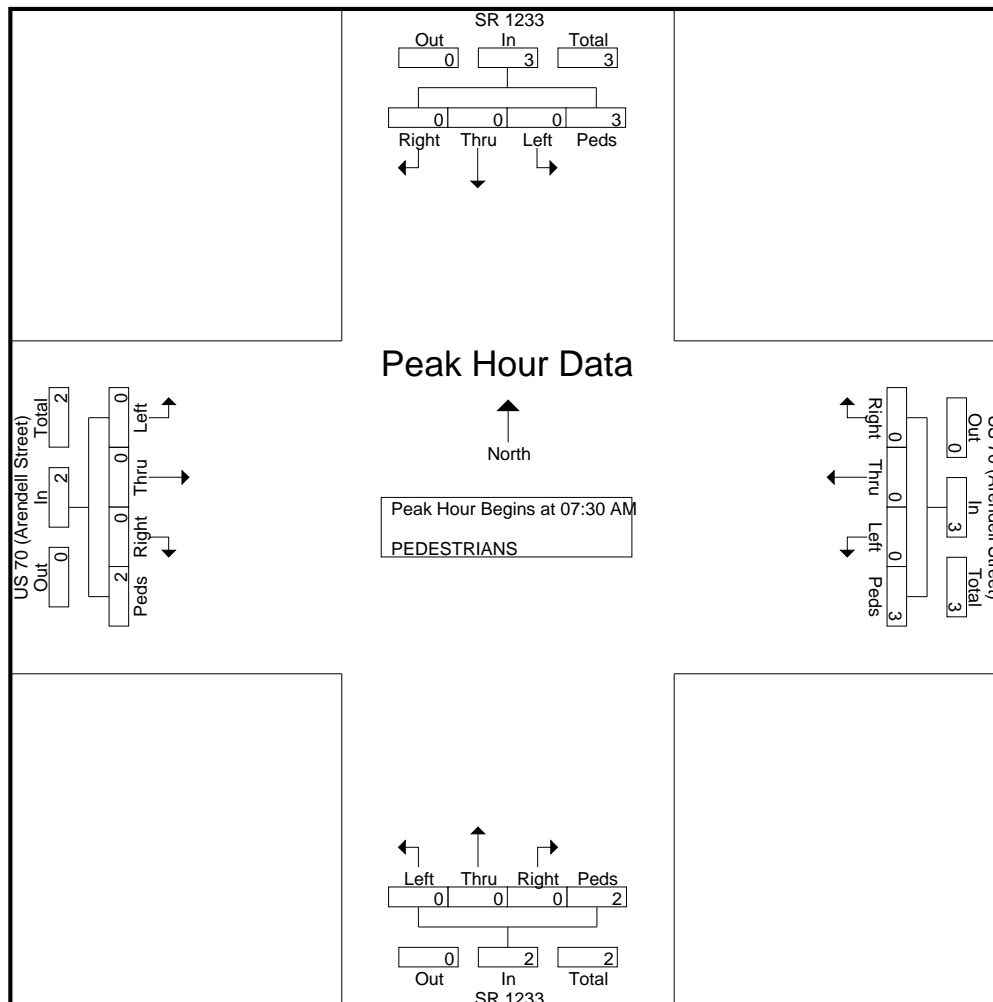 SR 1233
Out In Total
0 3 3
0 0 0 3
Right Thru Left Peds
Peak Hour Data
North
Peak Hour Begins at 07:30 AM
PEDESTRIANS
US 70 (Arendell Street)
Out In Total
0 2 2
Left Thru Right Peds
0 0 0 2
US 70 (Arendell Street)
Out In Total
0 3 3
Right Thru Left Peds
0 0 0 3
Left Thru Right Peds
0 0 0 2
0 2 2
Out In Total
SR 1233